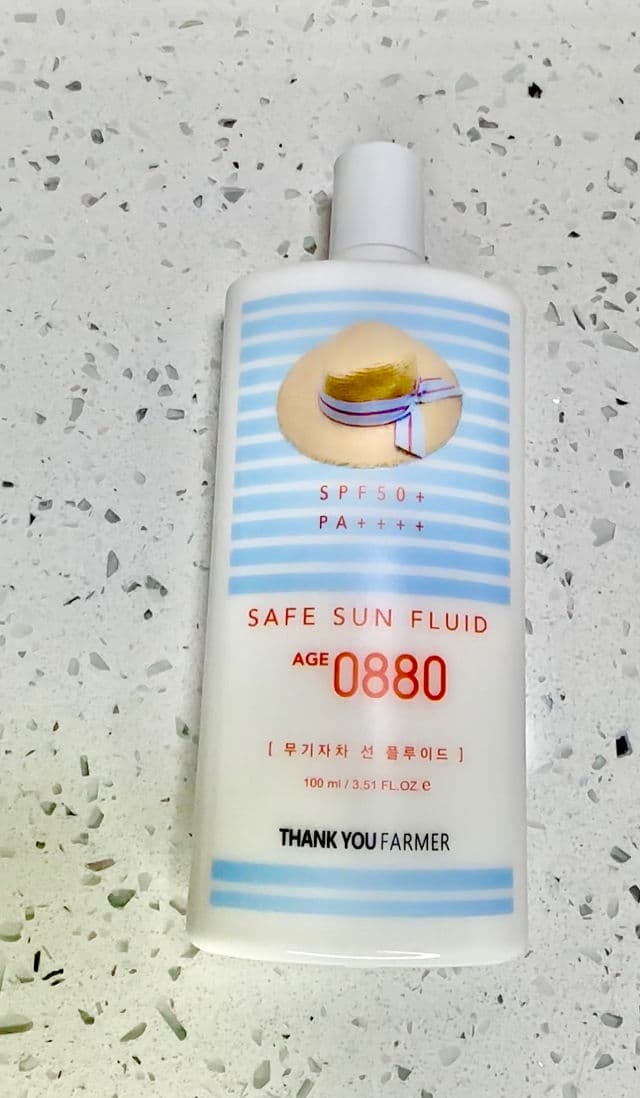 SPF50+
PA++++
SAFE SUN FLUID
AGE 0880
[ 무기자차 선 플루이드 ]
100 ml / 3.51 FL.OZ ℮
THANK YOU FARMER